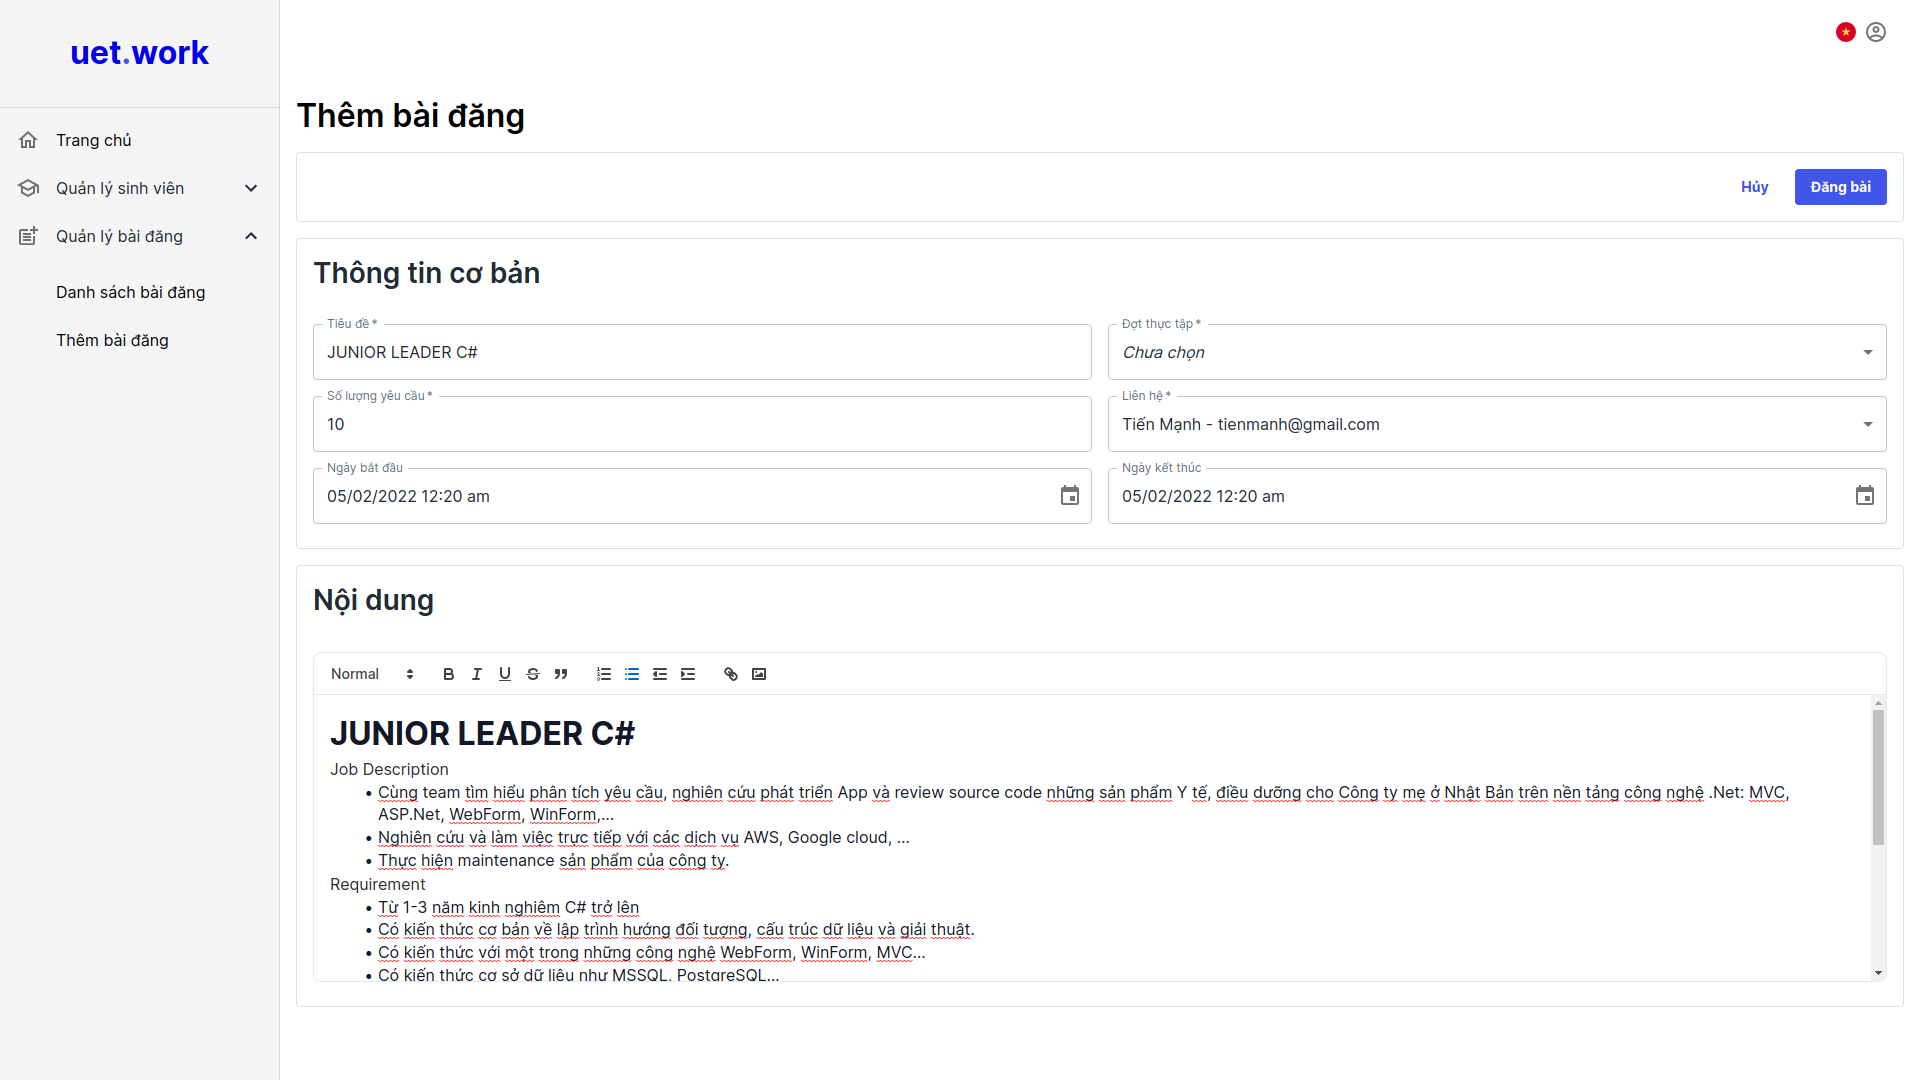 uet.work
Trang chủ
Quản lý sinh viên
Quản lý bài đăng
Danh sách bài đăng
Thêm bài đăng
Thêm bài đăng
Hủy
Đăng bài
Thông tin cơ bản
Tiêu đề *
JUNIOR LEADER C#
Đợt thực tập *
Chưa chọn
Số lượng yêu cầu *
10
Liên hệ *
Tiến Mạnh - tienmanh@gmail.com
Ngày bắt đầu
05/02/2022 12:20 am
Ngày kết thúc
05/02/2022 12:20 am
Nội dung
Normal
JUNIOR LEADER C#
Job Description
• Cùng team tìm hiểu phân tích yêu cầu, nghiên cứu phát triển App và review source code những sản phẩm Y tế, điều dưỡng cho Công ty mẹ ở Nhật Bản trên nền tảng công nghệ .Net: MVC,
ASP.Net, WebForm, WinForm,...
• Nghiên cứu và làm việc trực tiếp với các dịch vụ AWS, Google cloud, ...
• Thực hiện maintenance sản phẩm của công ty.
Requirement
• Từ 1-3 năm kinh nghiêm C# trở lên
• Có kiến thức cơ bản về lập trình hướng đối tượng, cấu trúc dữ liệu và giải thuật.
• Có kiến thức với một trong những công nghệ WebForm, WinForm, MVC...
• Có kiến thức cơ sở dữ liệu như MSSQL, PostgreSQL...